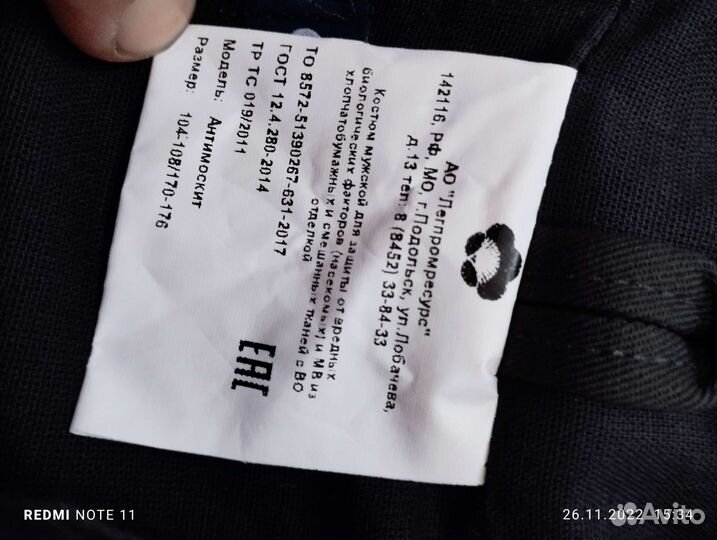 АО "Легпромресурс"
142116, РФ, МО, г.Подольск, ул.Лобачева,
д.13 тел: 8 (8452) 33-84-33
Костюм мужской для защиты от вредных
биологических факторов (насекомых) и МВ из
хлопчатобумажных и смешанных тканей с ВО
отделкой
ТО 8572-51390267-631-2017
ГОСТ 12.4.280-2014
ТР ТС 019/2011
Модель: Антимоскит
Размер: 104-108/170-176
ЕАС
REDMI NOTE 11
26.11.2022 15:34
Avito